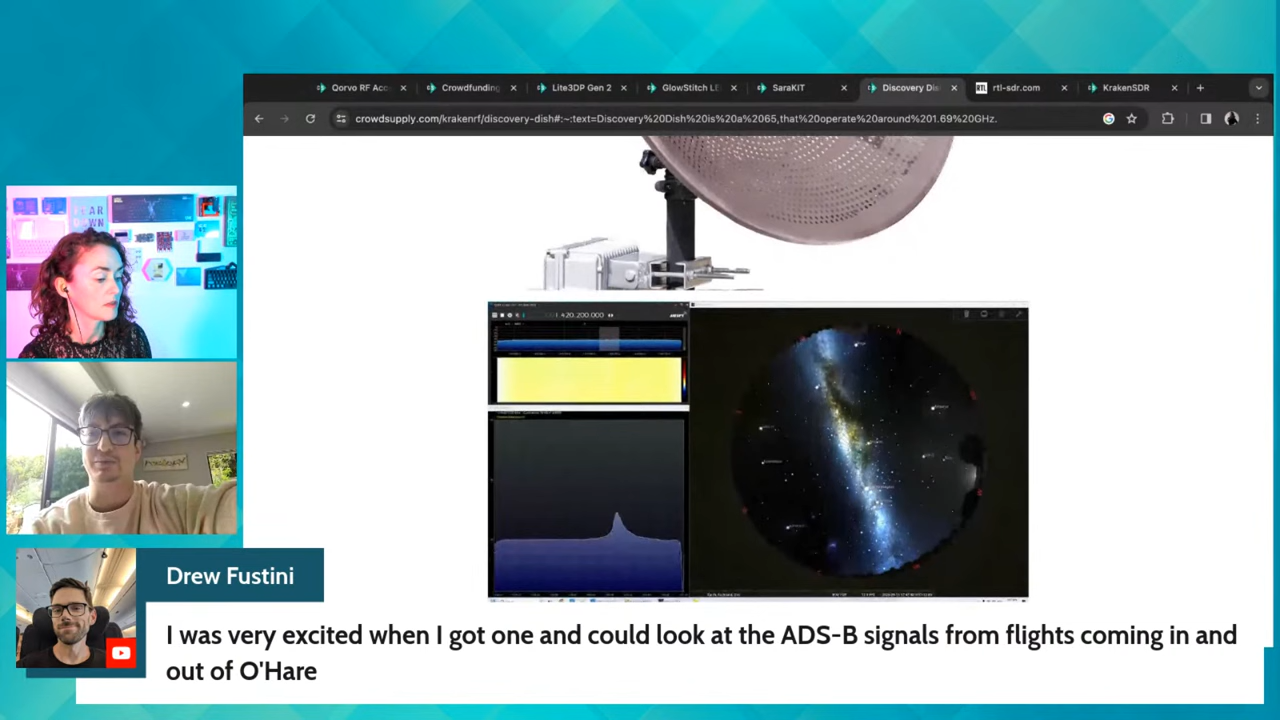 Qorvo RF Acc
Crowdfunding
Lite3DP Gen 2
GlowStitch LE
SaraKIT
Discovery Dis
RTL
rtl-sdr.com
KrakenSDR
crowdsupply.com/krakenrf/discovery-dish#:~:text=Discovery%20Dish%20is%20a%2065,that%20operate%20around%201.69%20GHz.
EAR
OWN
420.200.000
Drew Fustini
I was very excited when I got one and could look at the ADS-B signals from flights coming in and
out of O'Hare